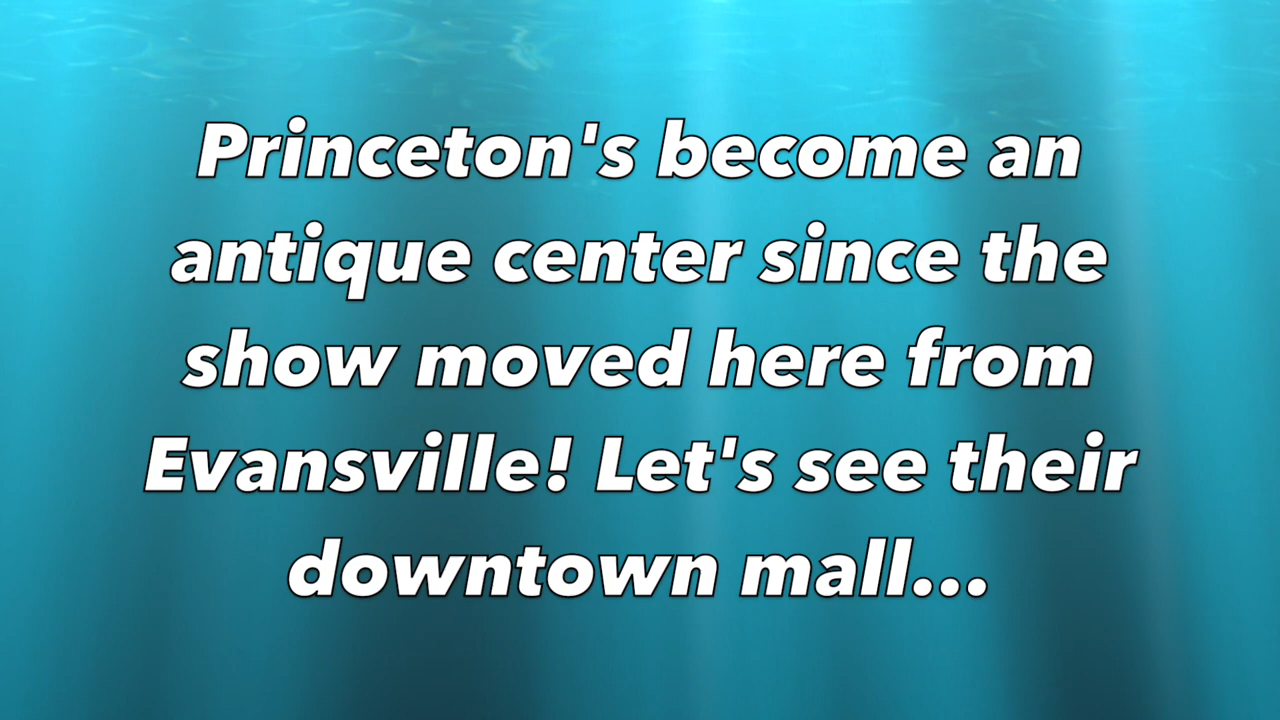 Princeton's become an
antique center since the
show moved here from
Evansville! Let's see their
downtown mall...